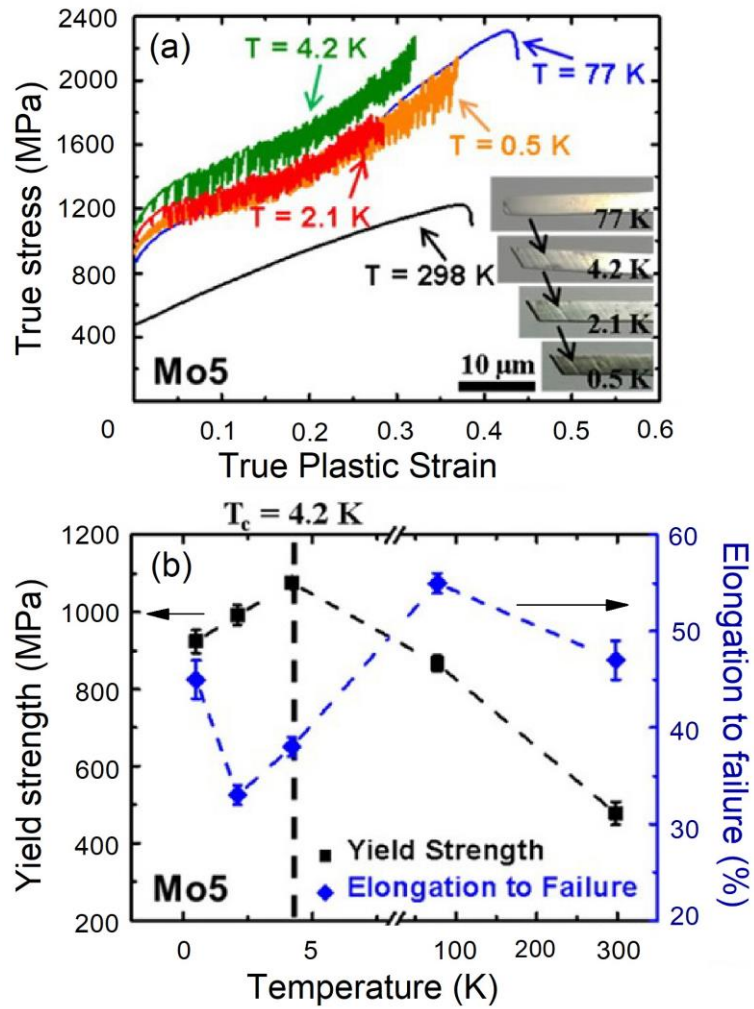 (a)
2400
2000
1600
1200
800
400
0
True stress (MPa)
T = 4.2 K
T = 77 K
T = 0.5 K
T = 2.1 K
T = 298 K
77 K
4.2 K
2.1 K
0.5 K
10 μm
Mo5
0.1 0.2 0.3 0.4 0.5 0.6
True Plastic Strain
T_c = 4.2 K
(b)
1200
1000
800
600
400
200
Yield strength (MPa)
60
50
40
30
20
Elongation to failure (%)
Yield Strength
Elongation to Failure
Mo5
0 5 100 200 300
Temperature (K)